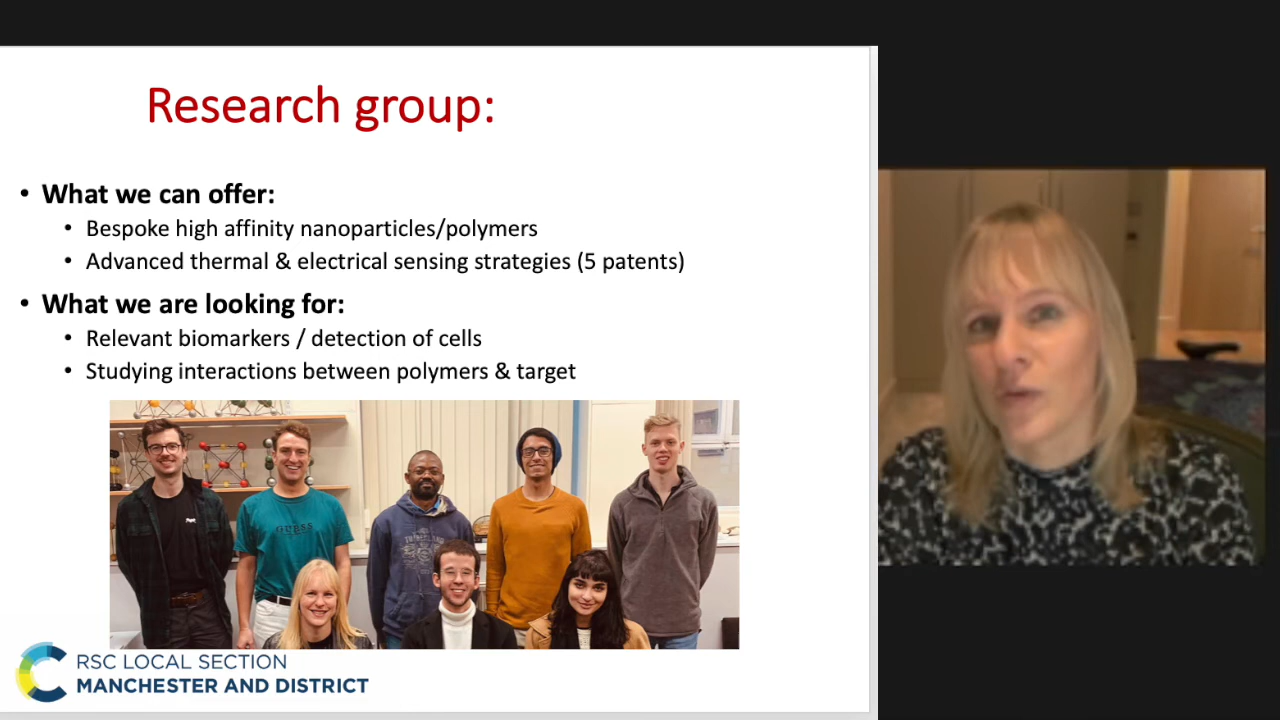 Research group:
• What we can offer:
• Bespoke high affinity nanoparticles/polymers
• Advanced thermal & electrical sensing strategies (5 patents)
• What we are looking for:
• Relevant biomarkers / detection of cells
• Studying interactions between polymers & target
GUESS
RSC LOCAL SECTION
MANCHESTER AND DISTRICT